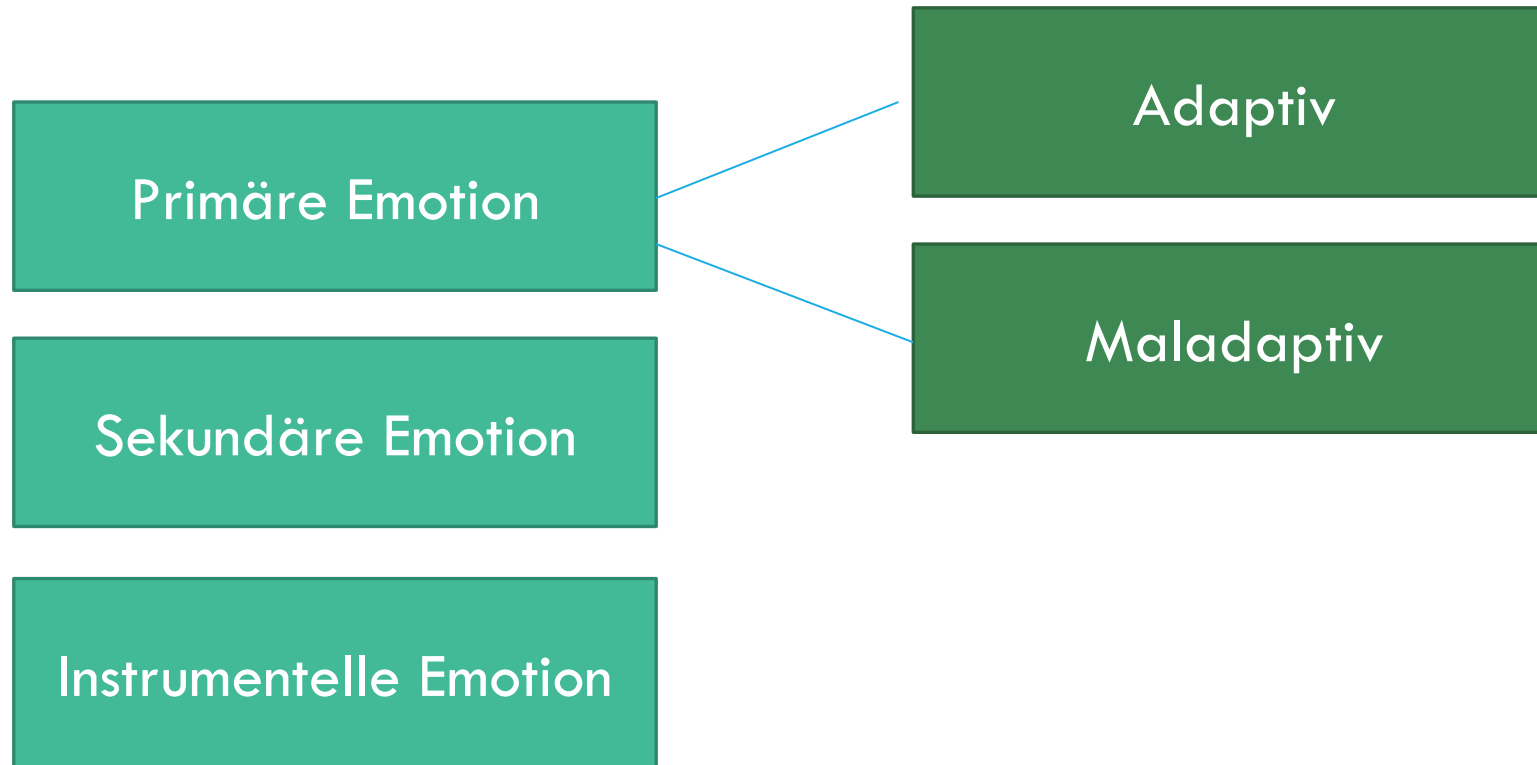 Primäre Emotion
Adaptiv
Maladaptiv
Sekundäre Emotion
Instrumentelle Emotion